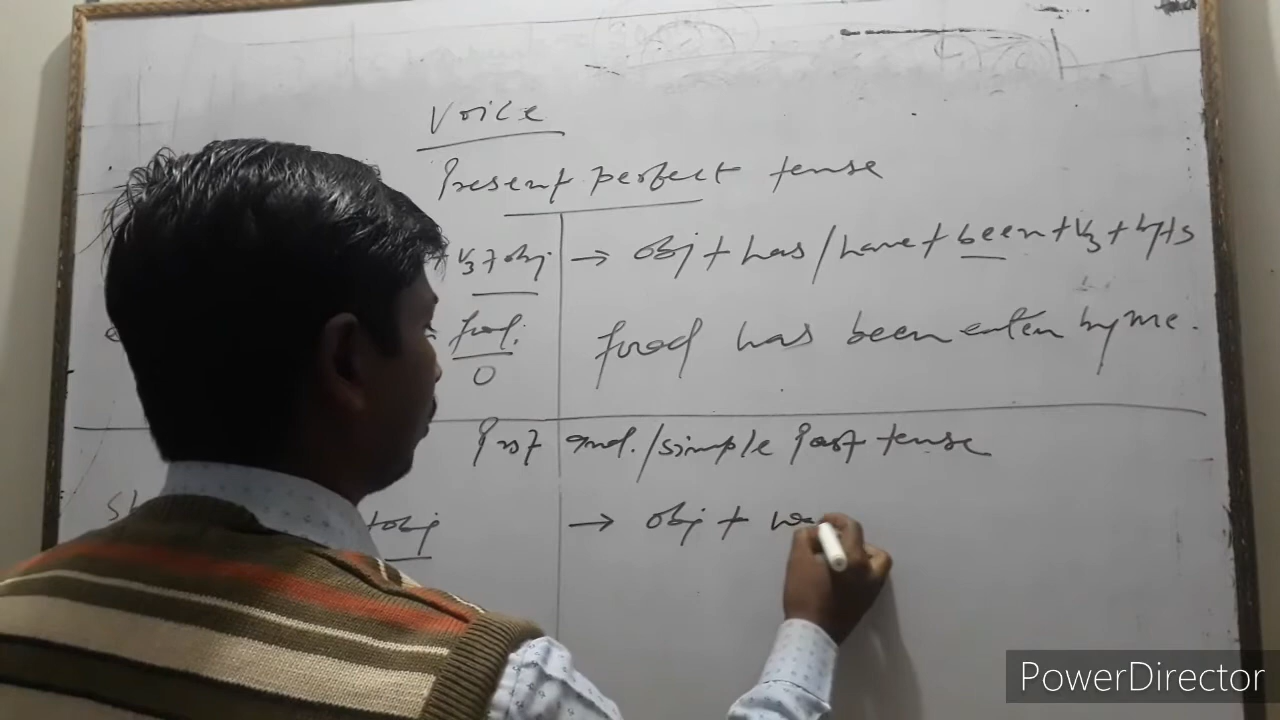 Voice
Present perfect tense
+ V3 + obj → obj + has/have + been + V3 + by + s
food. food has been eaten by me.
O
Past ind./simple Past tense
+ obj → obj + wa
PowerDirector